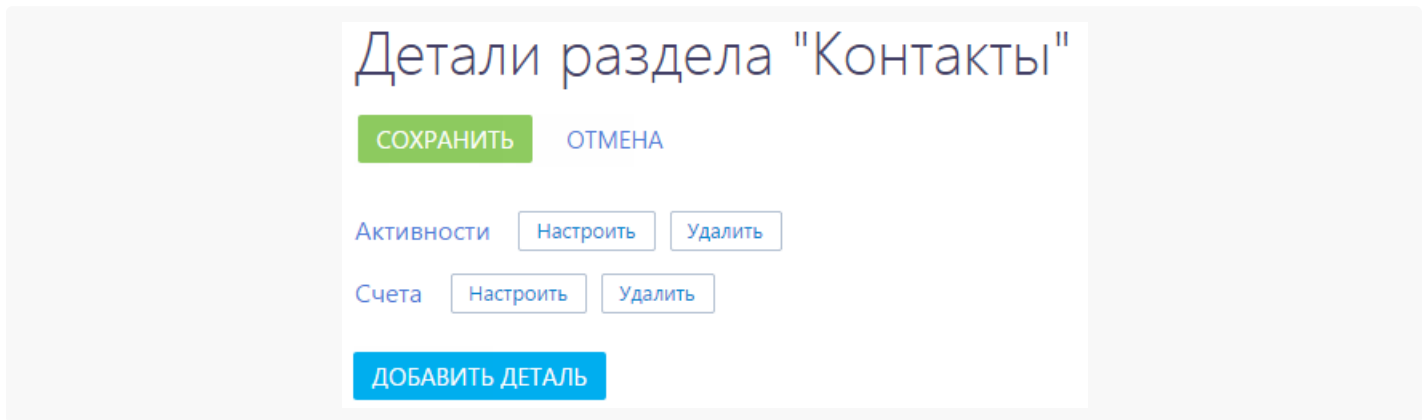 Детали раздела "Контакты"
СОХРАНИТЬ ОТМЕНА
Активности Настроить Удалить
Счета Настроить Удалить
ДОБАВИТЬ ДЕТАЛЬ